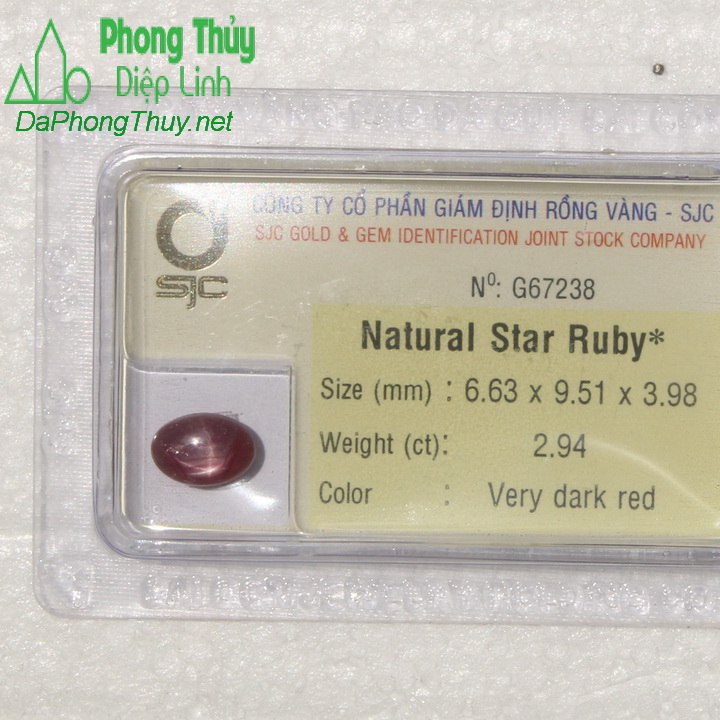 Phong Thủy
Diệp Linh
DaPhongThuy.net
CÔNG TY CỔ PHẦN GIÁM ĐỊNH RỒNG VÀNG - SJC
SJC GOLD & GEM IDENTIFICATION JOINT STOCK COMPANY
SJC
Nº: G67238
Natural Star Ruby*
Size (mm) : 6.63 x 9.51 x 3.98
Weight (ct): 2.94
Color : Very dark red